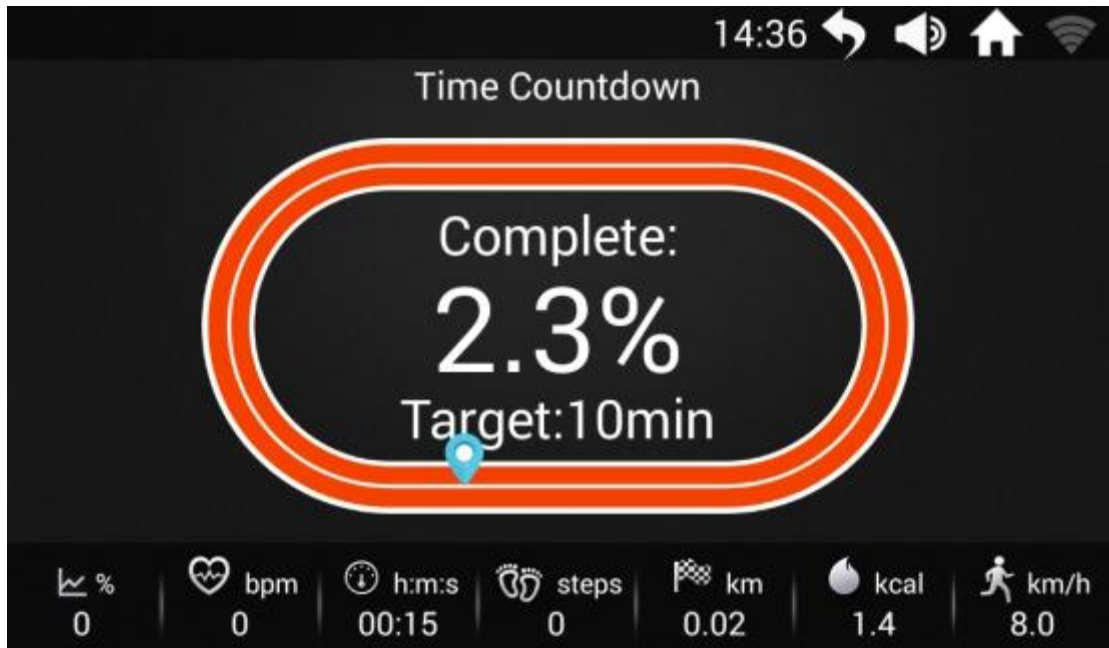 14:36
Time Countdown
Complete:
2.3%
Target:10min
% bpm h:m:s steps km kcal km/h
0 0 00:15 0 0.02 1.4 8.0